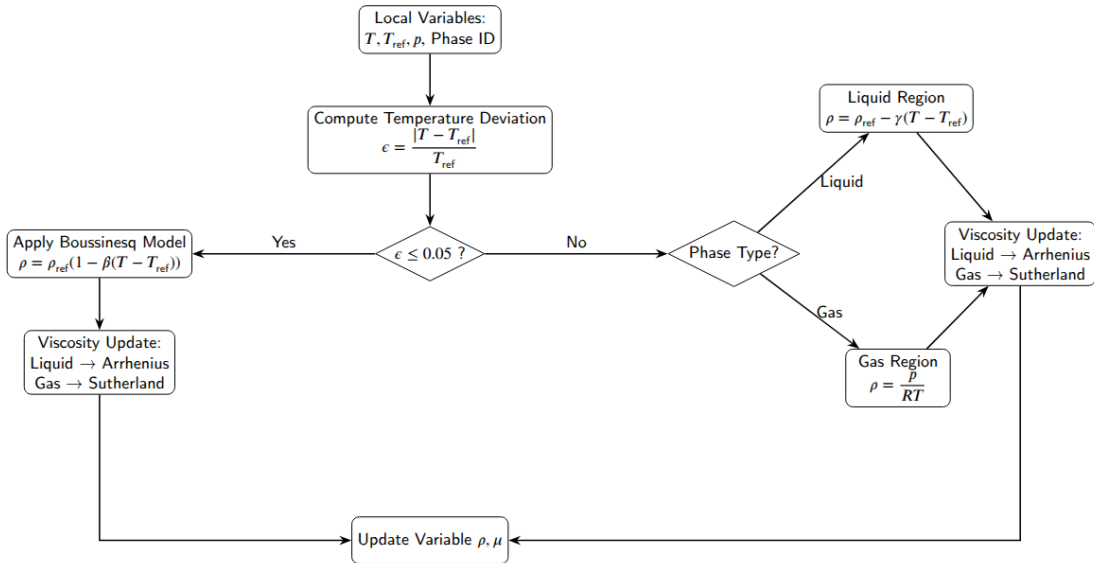 Local Variables:
T, T_ref, p, Phase ID
Compute Temperature Deviation
ϵ = |T − T_ref| / T_ref
ϵ ≤ 0.05 ?
Yes
No
Apply Boussinesq Model
ρ = ρ_ref(1 − β(T − T_ref))
Viscosity Update:
Liquid → Arrhenius
Gas → Sutherland
Phase Type?
Liquid
Liquid Region
ρ = ρ_ref − γ(T − T_ref)
Gas
Gas Region
ρ = p / RT
Viscosity Update:
Liquid → Arrhenius
Gas → Sutherland
Update Variable ρ, μ